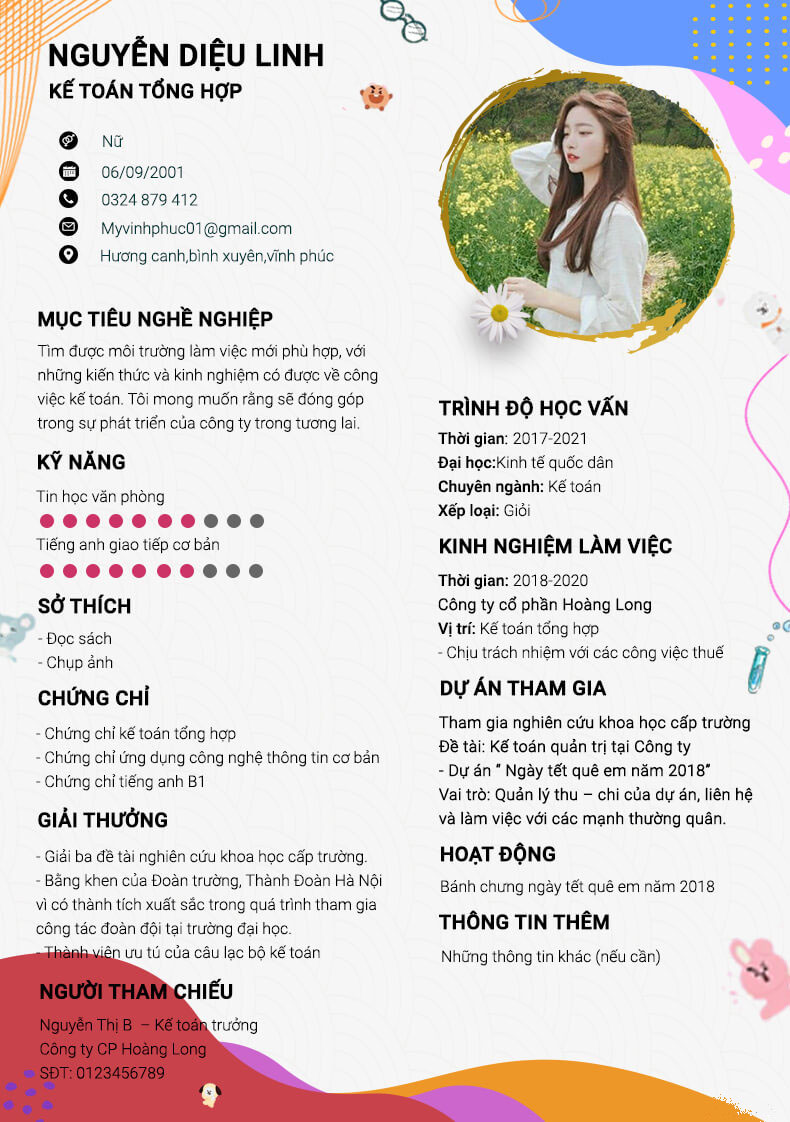 NGUYỄN DIỆU LINH
KẾ TOÁN TỔNG HỢP
Nữ
06/09/2001
0324 879 412
Myvinhphuc01@gmail.com
Hương canh,bình xuyên,vĩnh phúc
MỤC TIÊU NGHỀ NGHIỆP
Tìm được môi trường làm việc mới phù hợp, với
những kiến thức và kinh nghiệm có được về công
việc kế toán. Tôi mong muốn rằng sẽ đóng góp
trong sự phát triển của công ty trong tương lai.
KỸ NĂNG
Tin học văn phòng
Tiếng anh giao tiếp cơ bản
SỞ THÍCH
- Đọc sách
- Chụp ảnh
CHỨNG CHỈ
- Chứng chỉ kế toán tổng hợp
- Chứng chỉ ứng dụng công nghệ thông tin cơ bản
- Chứng chỉ tiếng anh B1
GIẢI THƯỞNG
- Giải ba đề tài nghiên cứu khoa học cấp trường.
- Bằng khen của Đoàn trường, Thành Đoàn Hà Nội
vì có thành tích xuất sắc trong quá trình tham gia
công tác đoàn đội tại trường đại học.
- Thành viên ưu tú của câu lạc bộ kế toán
NGƯỜI THAM CHIẾU
Nguyễn Thị B – Kế toán trưởng
Công ty CP Hoàng Long
SĐT: 0123456789
TRÌNH ĐỘ HỌC VẤN
Thời gian: 2017-2021
Đại học:Kinh tế quốc dân
Chuyên ngành: Kế toán
Xếp loại: Giỏi
KINH NGHIỆM LÀM VIỆC
Thời gian: 2018-2020
Công ty cổ phần Hoàng Long
Vị trí: Kế toán tổng hợp
- Chịu trách nhiệm với các công việc thuế
DỰ ÁN THAM GIA
Tham gia nghiên cứu khoa học cấp trường
Đề tài: Kế toán quản trị tại Công ty
- Dự án “ Ngày tết quê em năm 2018”
Vai trò: Quản lý thu – chi của dự án, liên hệ
và làm việc với các mạnh thường quân.
HOẠT ĐỘNG
Bánh chưng ngày tết quê em năm 2018
THÔNG TIN THÊM
Những thông tin khác (nếu cần)